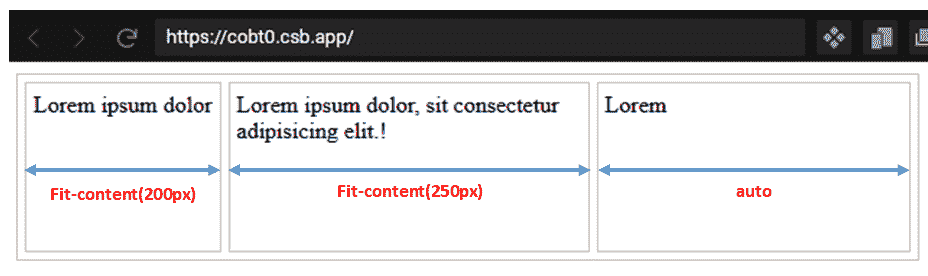 https://cobt0.csb.app/
Lorem ipsum dolor
Lorem ipsum dolor, sit consectetur
adipisicing elit.!
Lorem
Fit-content(200px)
Fit-content(250px)
auto